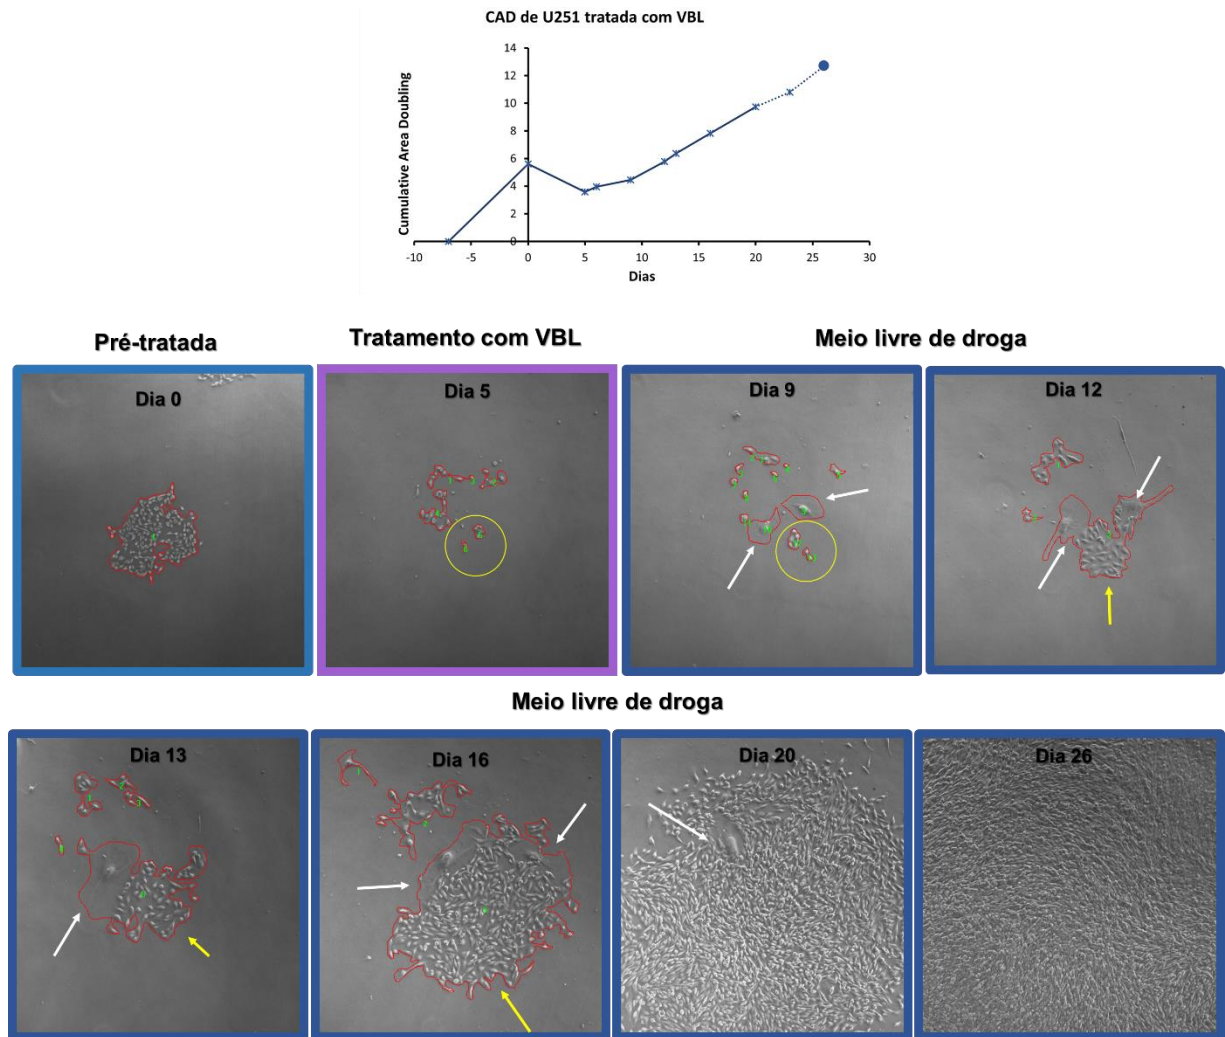 CAD de U251 tratada com VBL
Cumulative Area Doubling
14
12
10
8
6
4
2
0
-10 -5 0 5 10 15 20 25 30
Dias
Pré-tratada Tratamento com VBL Meio livre de droga
Dia 0 Dia 5 Dia 9 Dia 12
Meio livre de droga
Dia 13 Dia 16 Dia 20 Dia 26